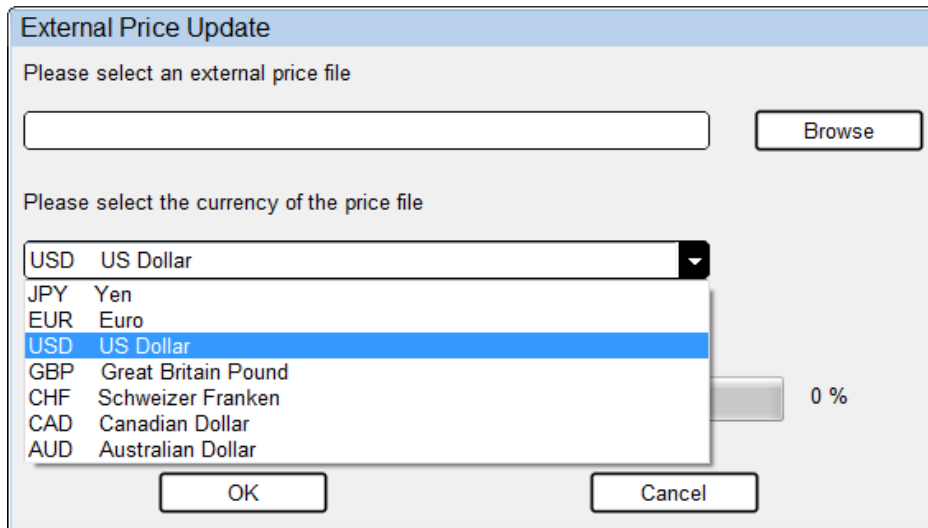 External Price Update
Please select an external price file
Browse
Please select the currency of the price file
USD US Dollar
JPY Yen
EUR Euro
USD US Dollar
GBP Great Britain Pound
CHF Schweizer Franken
CAD Canadian Dollar
AUD Australian Dollar
0 %
OK Cancel